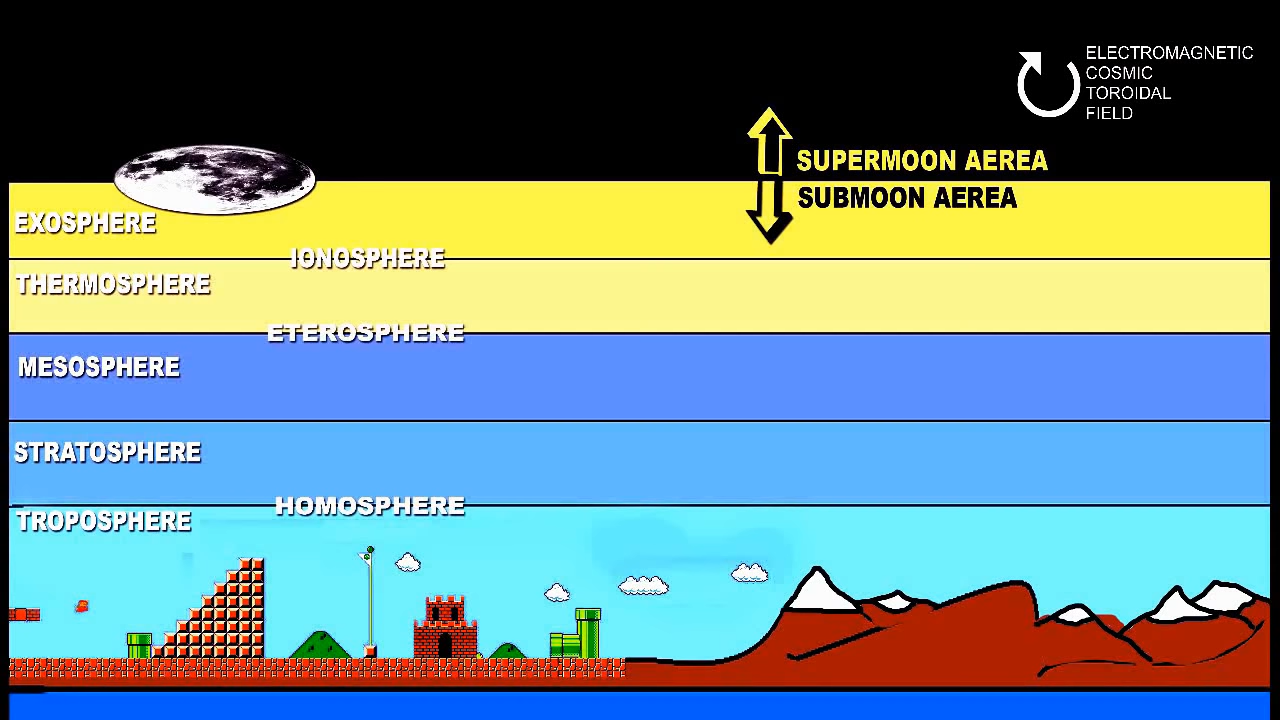 ELECTROMAGNETIC
COSMIC
TOROIDAL
FIELD
SUPERMOON AEREA
SUBMOON AEREA
EXOSPHERE
IONOSPHERE
THERMOSPHERE
ETEROSPHERE
MESOSPHERE
STRATOSPHERE
HOMOSPHERE
TROPOSPHERE